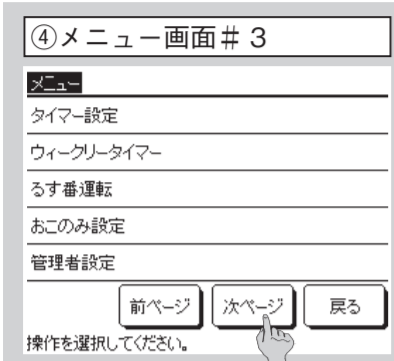 ④メニュー画面＃3
メニュー
タイマー設定
ウィークリータイマー
るす番運転
おこのみ設定
管理者設定
前ページ 次ページ 戻る
操作を選択してください。